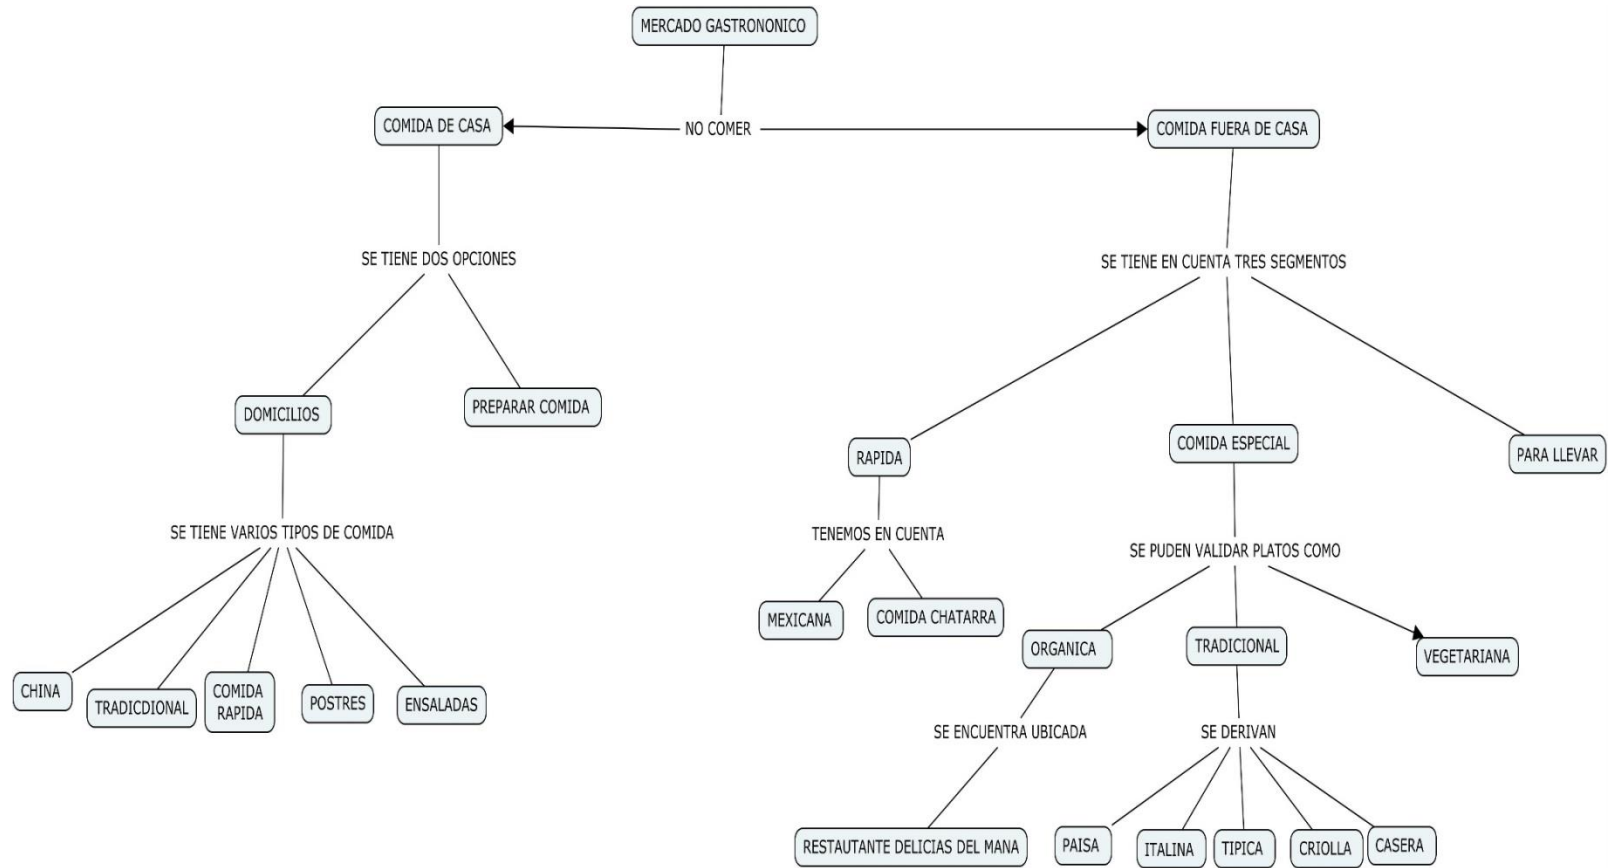 MERCADO GASTRONONICO
COMIDA DE CASA
NO COMER
COMIDA FUERA DE CASA
SE TIENE DOS OPCIONES
SE TIENE EN CUENTA TRES SEGMENTOS
DOMICILIOS
PREPARAR COMIDA
RAPIDA
COMIDA ESPECIAL
PARA LLEVAR
SE TIENE VARIOS TIPOS DE COMIDA
TENEMOS EN CUENTA
SE PUDEN VALIDAR PLATOS COMO
MEXICANA
COMIDA CHATARRA
ORGANICA
TRADICIONAL
VEGETARIANA
CHINA
TRADICDIONAL
COMIDA
RAPIDA
POSTRES
ENSALADAS
SE ENCUENTRA UBICADA
SE DERIVAN
RESTAUTANTE DELICIAS DEL MANA
PAISA
ITALINA
TIPICA
CRIOLLA
CASERA